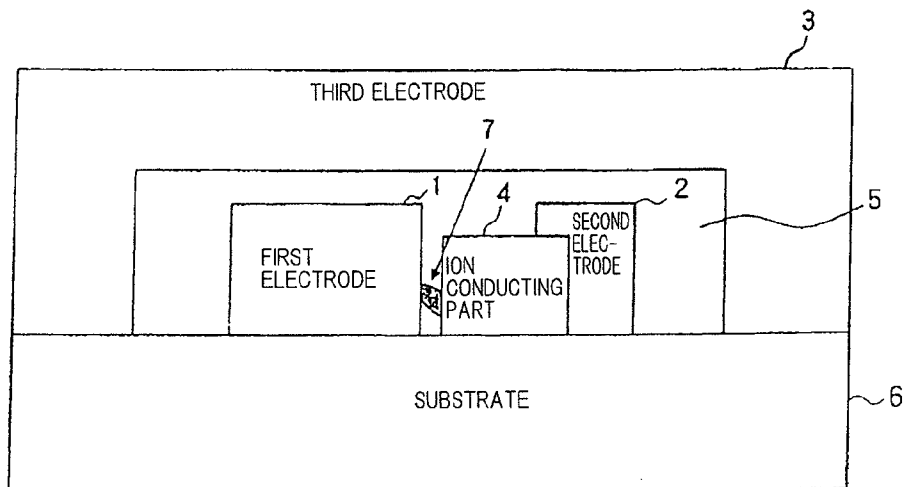 3
THIRD ELECTRODE
7
1
4
2
5
FIRST
ELECTRODE
ION
CONDUCTING
PART
SECOND
ELEC-
TRODE
SUBSTRATE
6